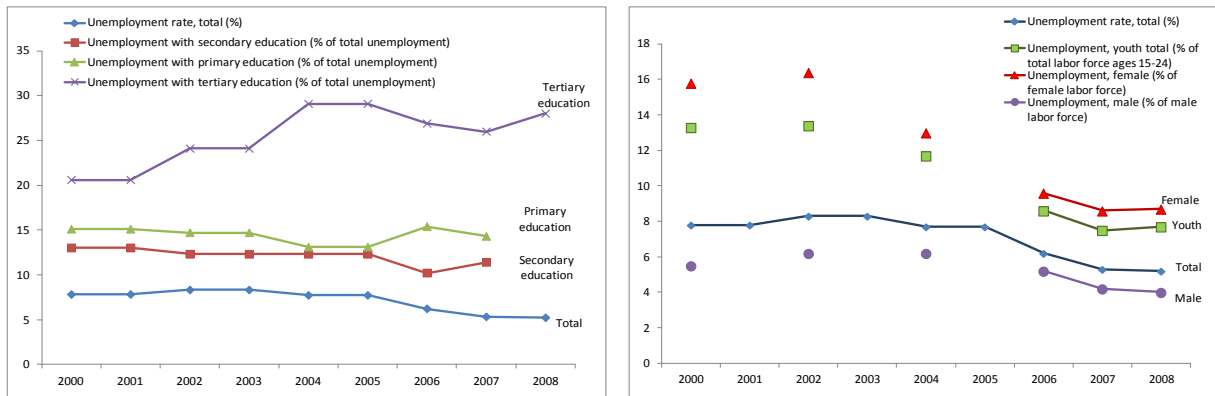 Unemployment rate, total (%)
Unemployment with secondary education (% of total unemployment)
Unemployment with primary education (% of total unemployment)
Unemployment with tertiary education (% of total unemployment)
35
30
25
20
15
10
5
0
Tertiary
education
Primary
education
Secondary
education
Total
2000 2001 2002 2003 2004 2005 2006 2007 2008
Unemployment rate, total (%)
Unemployment, youth total (% of
total labor force ages 15-24)
Unemployment, female (% of
female labor force)
Unemployment, male (% of male
labor force)
18
16
14
12
10
8
6
4
2
0
Female
Youth
Total
Male
2000 2001 2002 2003 2004 2005 2006 2007 2008